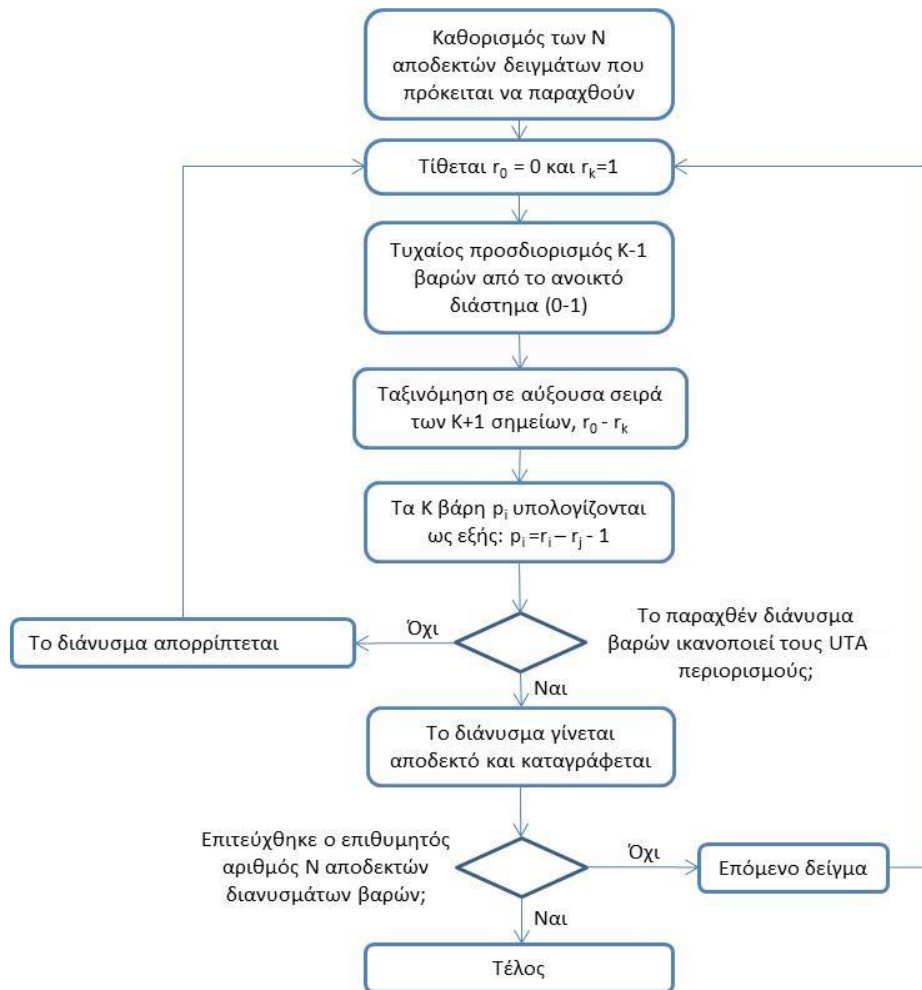 Καθορισμός των Ν
αποδεκτών δειγμάτων που
πρόκειται να παραχθούν
Τίθεται r₀ = 0 και rₖ=1
Τυχαίος προσδιορισμός Κ-1
βαρών από το ανοικτό
διάστημα (0-1)
Ταξινόμηση σε αύξουσα σειρά
των Κ+1 σημείων, r₀ - rₖ
Τα Κ βάρη pᵢ υπολογίζονται
ως εξής: pᵢ =rᵢ – rⱼ - 1
Όχι
Το διάνυσμα απορρίπτεται
Το παραχθέν διάνυσμα
βαρών ικανοποιεί τους UTA
περιορισμούς;
Ναι
Το διάνυσμα γίνεται
αποδεκτό και καταγράφεται
Επιτεύχθηκε ο επιθυμητός
αριθμός Ν αποδεκτών
διανυσμάτων βαρών;
Όχι
Επόμενο δείγμα
Ναι
Τέλος